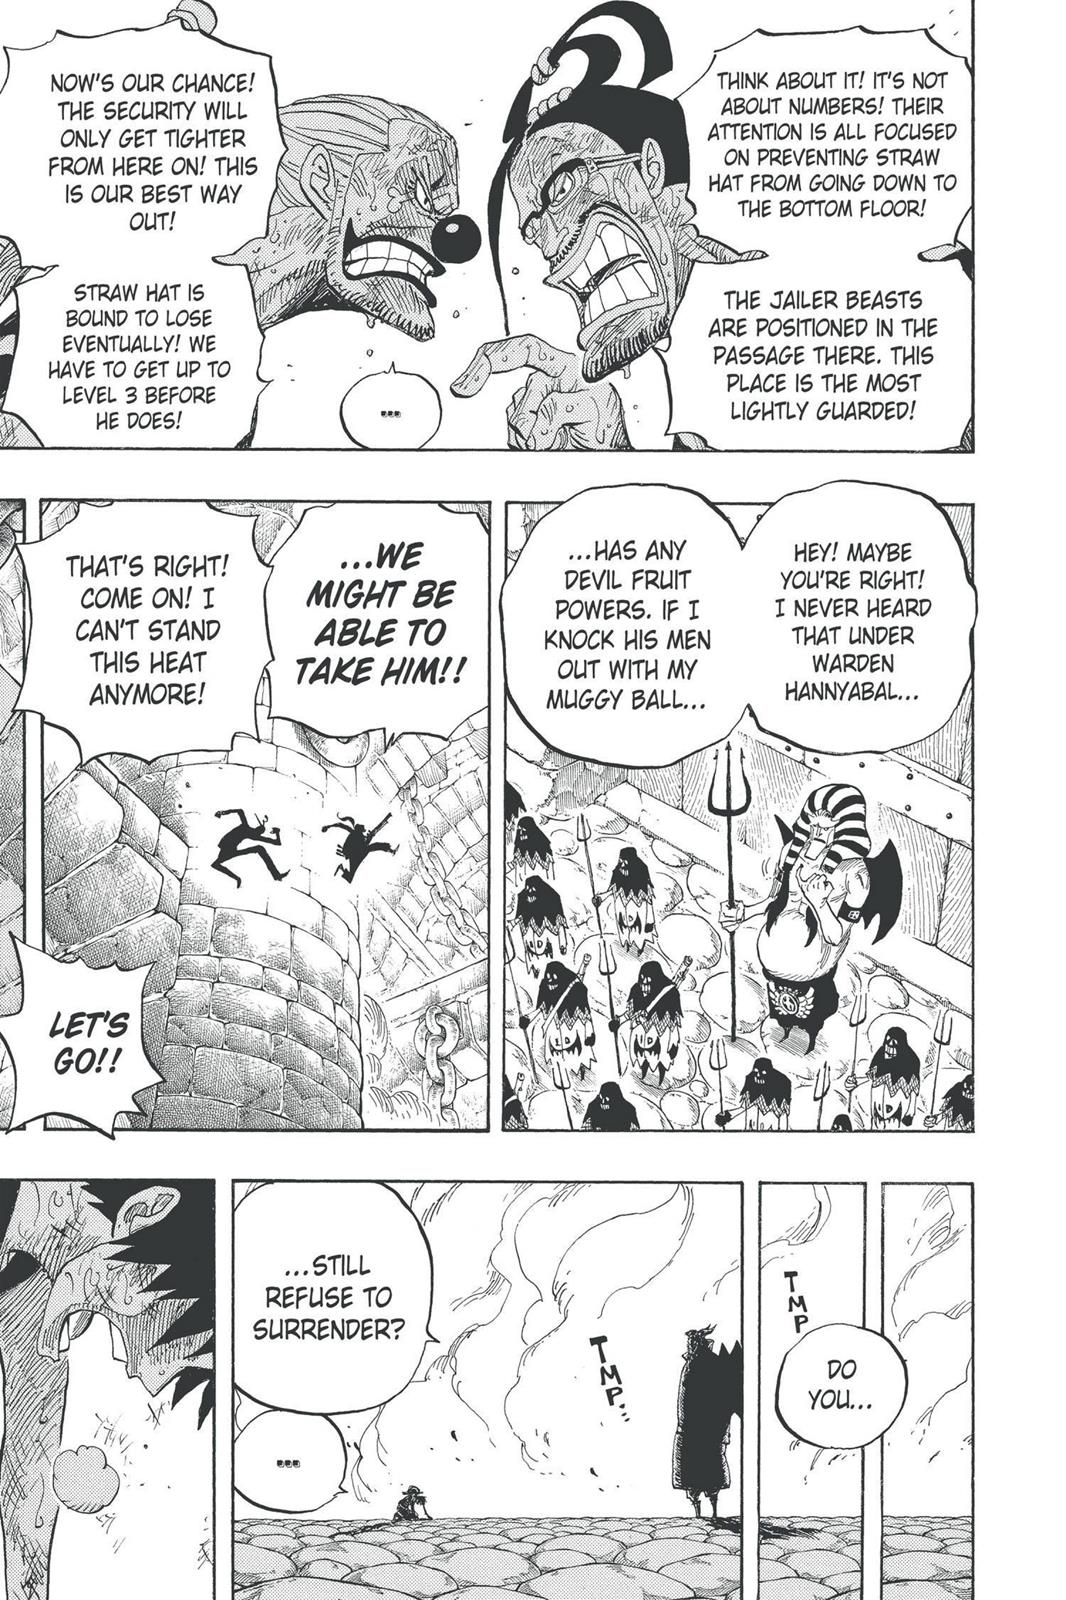 THINK ABOUT IT! IT'S NOT
ABOUT NUMBERS! THEIR
ATTENTION IS ALL FOCUSED
ON PREVENTING STRAW
HAT FROM GOING DOWN TO
THE BOTTOM FLOOR!
THE JAILER BEASTS
ARE POSITIONED IN THE
PASSAGE THERE. THIS
PLACE IS THE MOST
LIGHTLY GUARDED!
...
NOW'S OUR CHANCE!
THE SECURITY WILL
ONLY GET TIGHTER
FROM HERE ON! THIS
IS OUR BEST WAY
OUT!
STRAW HAT IS
BOUND TO LOSE
EVENTUALLY! WE
HAVE TO GET UP TO
LEVEL 3 BEFORE
HE DOES!
HEY! MAYBE
YOU'RE RIGHT!
I NEVER HEARD
THAT UNDER
WARDEN
HANNYABAL...
...HAS ANY
DEVIL FRUIT
POWERS. IF I
KNOCK HIS MEN
OUT WITH MY
MUGGY BALL...
...WE
MIGHT BE
ABLE TO
TAKE HIM!!
THAT'S RIGHT!
COME ON! I
CAN'T STAND
THIS HEAT
ANYMORE!
LET'S
GO!!
TMP
DO
YOU...
TMP...
...STILL
REFUSE TO
SURRENDER?
...